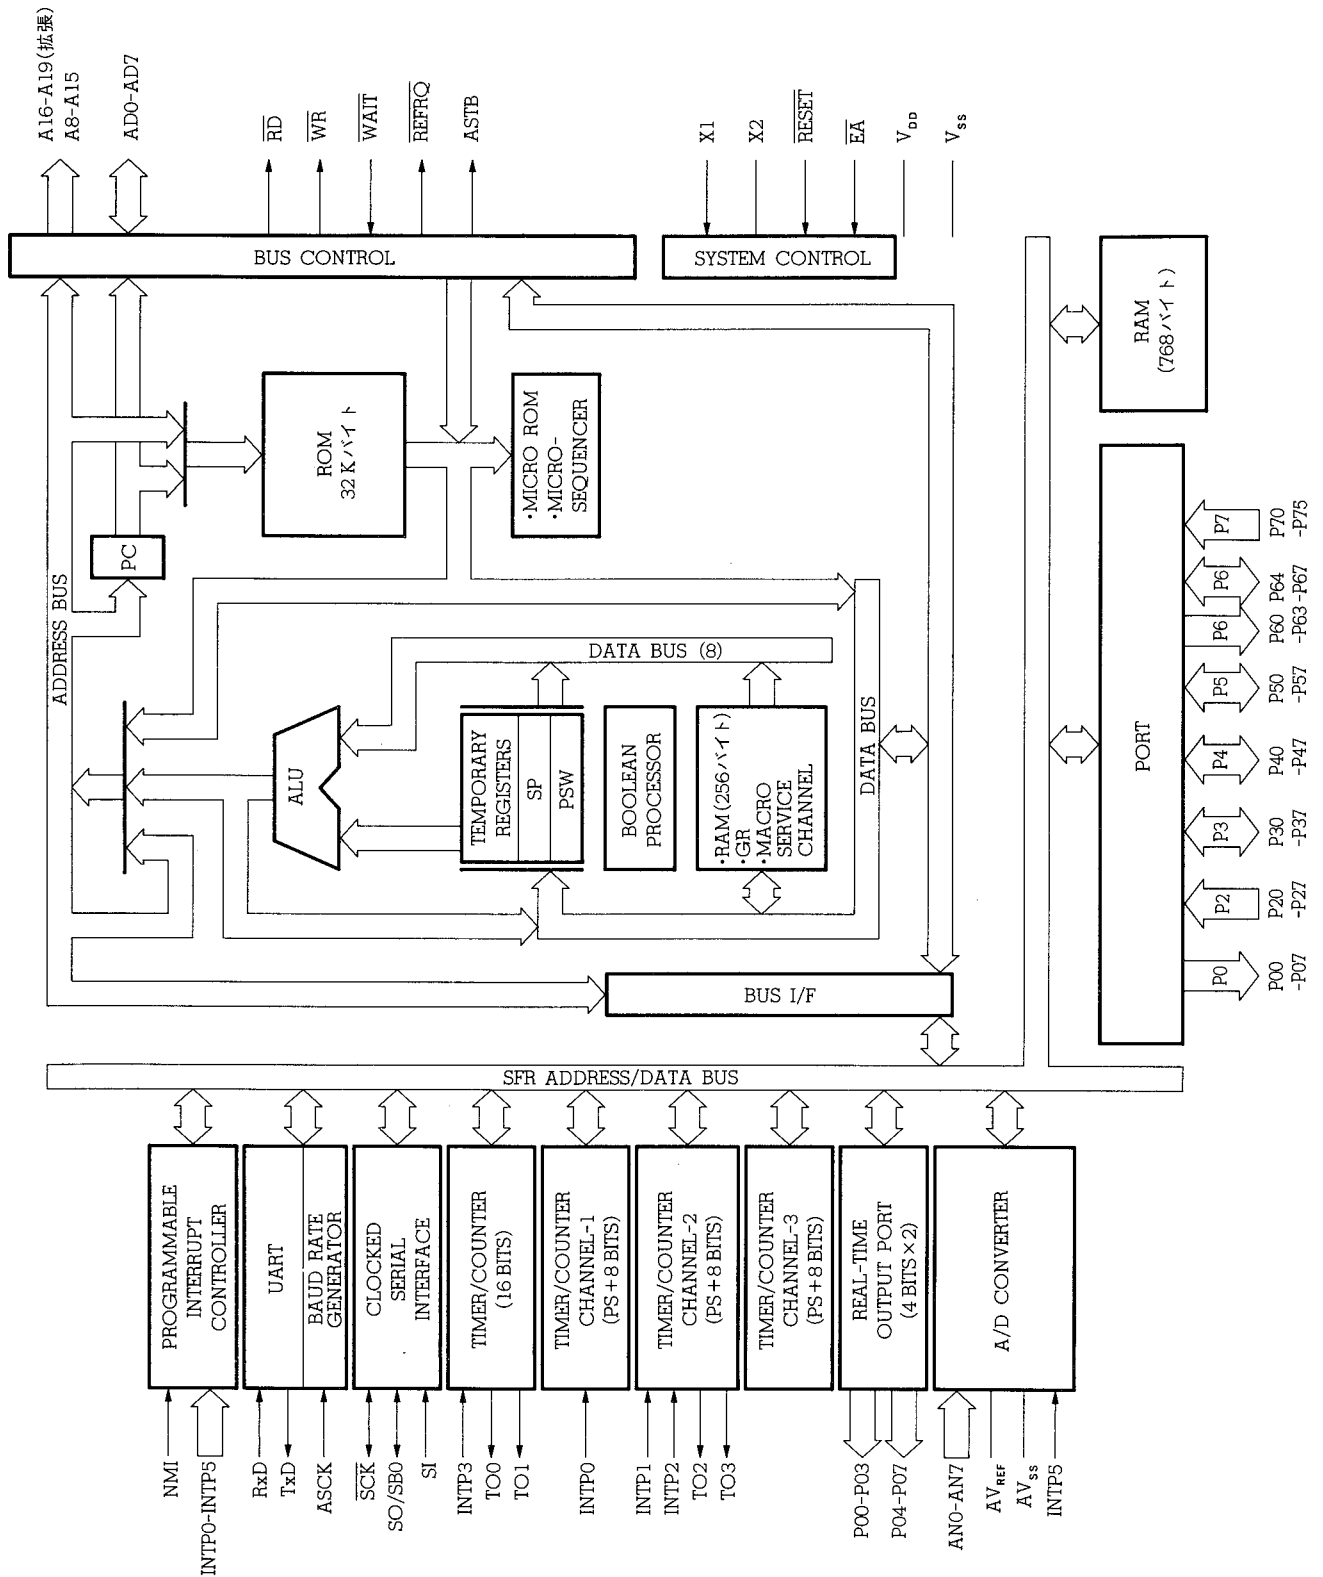 NMI
INTP0-INTP5
RxD
TxD
ASCK
SCK
SO/SB0
SI
INTP3
TO0
TO1
INTP0
INTP1
INTP2
TO2
TO3
P00-P03
P04-P07
AN0-AN7
AVREF
AVSS
INTP5
PROGRAMMABLE
INTERRUPT
CONTROLLER
UART
BAUD RATE
GENERATOR
CLOCKED
SERIAL
INTERFACE
TIMER/COUNTER
(16 BITS)
TIMER/COUNTER
CHANNEL-1
(PS+8 BITS)
TIMER/COUNTER
CHANNEL-2
(PS+8 BITS)
TIMER/COUNTER
CHANNEL-3
(PS+8 BITS)
REAL-TIME
OUTPUT PORT
(4 BITS×2)
A/D CONVERTER
SFR ADDRESS/DATA BUS
BUS I/F
ADDRESS BUS
PC
ALU
TEMPORARY
REGISTERS
SP
PSW
BOOLEAN
PROCESSOR
・RAM(256バイト)
・GR
・MACRO
SERVICE
CHANNEL
DATA BUS (8)
DATA BUS
ROM
32Kバイト
・MICRO ROM
・MICRO-
SEQUENCER
BUS CONTROL
SYSTEM CONTROL
A16-A19(拡張)
A8-A15
AD0-AD7
RD
WR
WAIT
REFRQ
ASTB
X1
X2
RESET
EA
VDD
VSS
RAM
(768バイト)
PORT
P0
P2
P3
P4
P5
P6
P6
P7
P00
-P07
P20
-P27
P30
-P37
P40
-P47
P50
-P57
P60
-P63
P64
-P67
P70
-P75